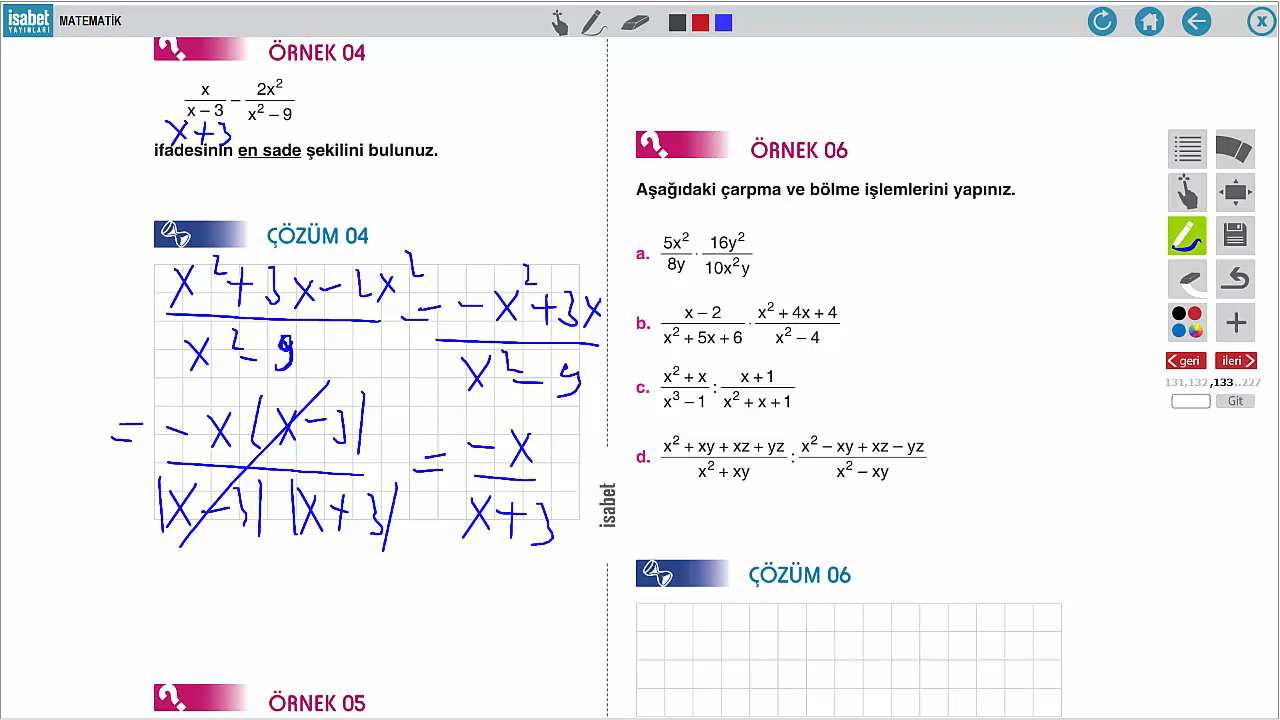 isabet
YAYINLARI
MATEMATİK
ÖRNEK 04
x/(x – 3) – 2x²/(x² – 9)
x+3
ifadesinin en sade şekilini bulunuz.
ÇÖZÜM 04
(x²+3x-2x²)/(x²-9) = (-x²+3x)/(x²-9)
= (-x(x-3))/((x-3)(x+3)) = -x/(x+3)
ÖRNEK 05
isabet
ÖRNEK 06
Aşağıdaki çarpma ve bölme işlemlerini yapınız.
a. 5x²/8y · 16y²/10x²y
b. (x – 2)/(x² + 5x + 6) · (x² + 4x + 4)/(x² – 4)
c. (x² + x)/(x³ – 1) : (x + 1)/(x² + x + 1)
d. (x² + xy + xz + yz)/(x² + xy) : (x² – xy + xz – yz)/(x² – xy)
ÇÖZÜM 06
geri ileri
131,132,133..227
Git